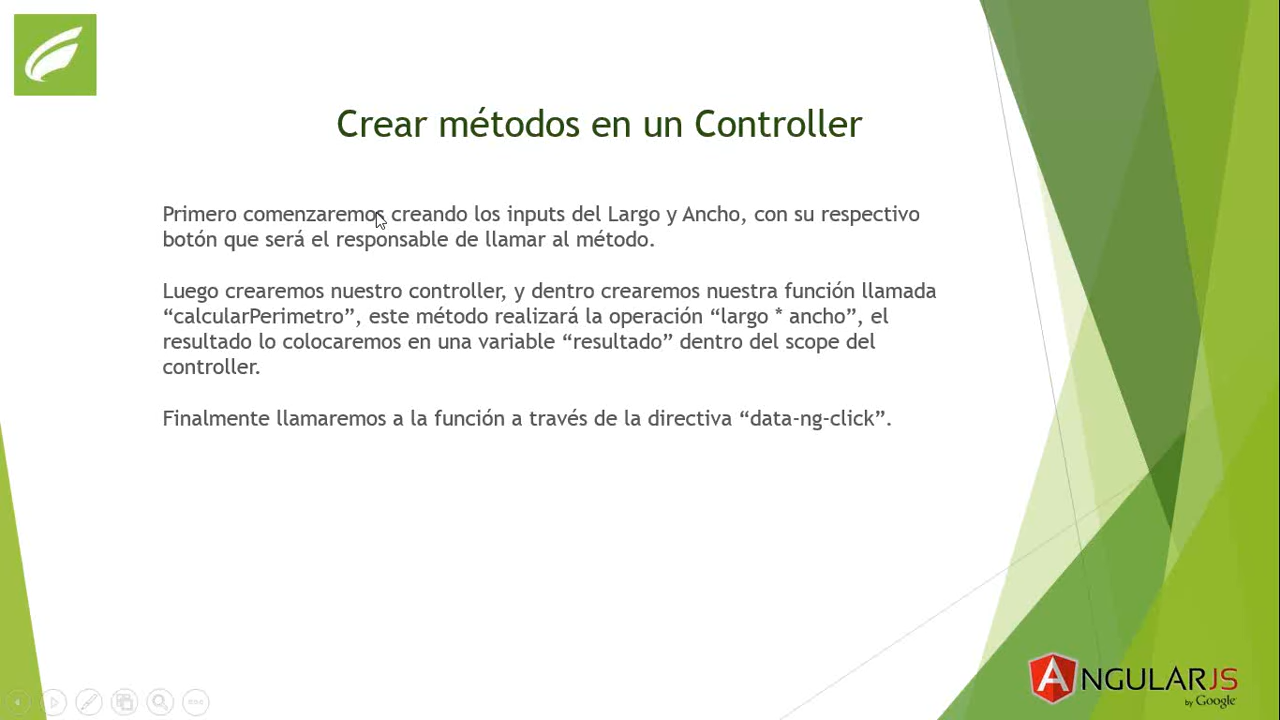 Crear métodos en un Controller
Primero comenzaremos creando los inputs del Largo y Ancho, con su respectivo
botón que será el responsable de llamar al método.
Luego crearemos nuestro controller, y dentro crearemos nuestra función llamada
“calcularPerimetro”, este método realizará la operación “largo * ancho”, el
resultado lo colocaremos en una variable “resultado” dentro del scope del
controller.
Finalmente llamaremos a la función a través de la directiva “data-ng-click”.
ANGULARJS
by Google